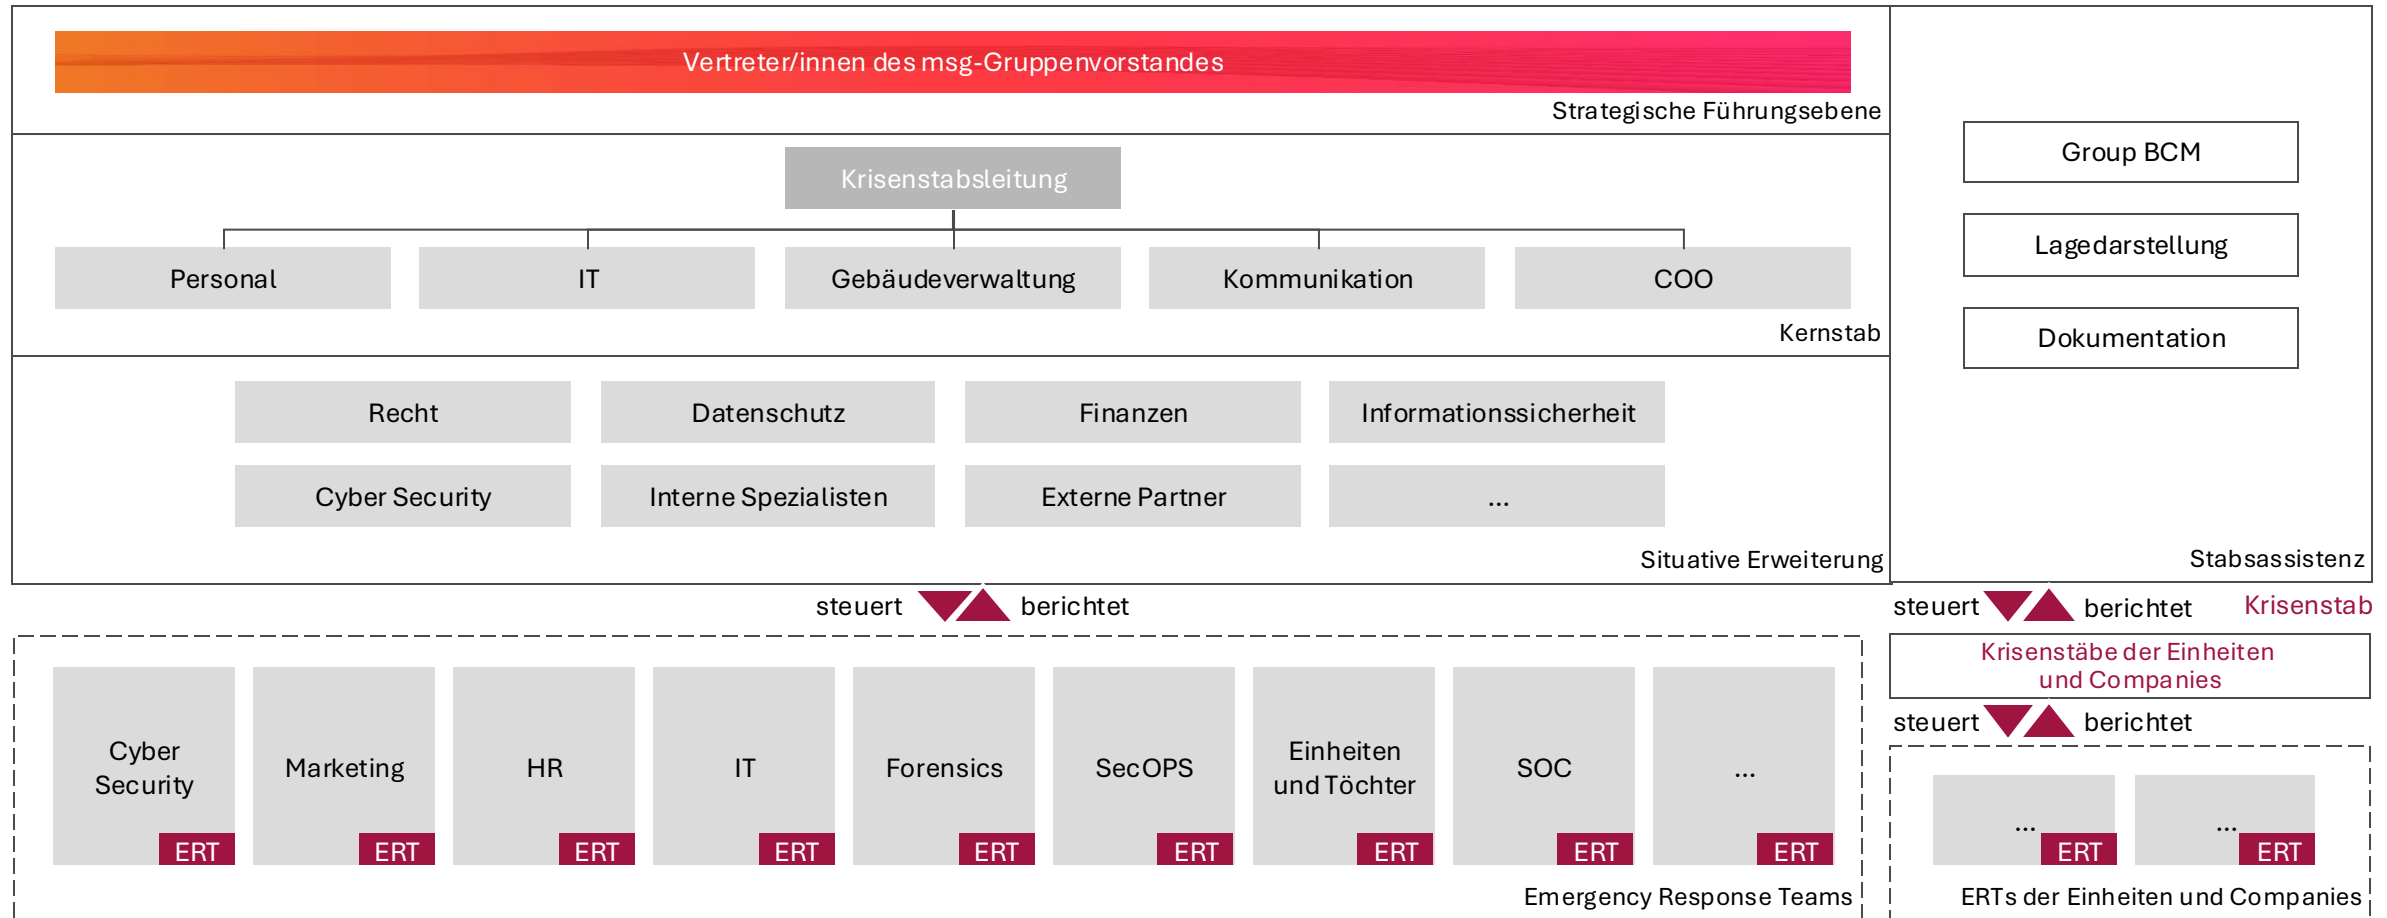 Vertreter/innen des msg-Gruppenvorstandes
Strategische Führungsebene
Krisenstabsleitung
Personal
IT
Gebäudeverwaltung
Kommunikation
COO
Kernstab
Recht
Datenschutz
Finanzen
Informationssicherheit
Cyber Security
Interne Spezialisten
Externe Partner
...
Situative Erweiterung
Group BCM
Lagedarstellung
Dokumentation
Stabsassistenz
steuert
berichtet
steuert
berichtet
Krisenstab
Krisenstäbe der Einheiten
und Companies
steuert
berichtet
Cyber
Security
ERT
Marketing
ERT
HR
ERT
IT
ERT
Forensics
ERT
SecOPS
ERT
Einheiten
und Töchter
ERT
SOC
ERT
...
ERT
Emergency Response Teams
...
ERT
...
ERT
ERTs der Einheiten und Companies